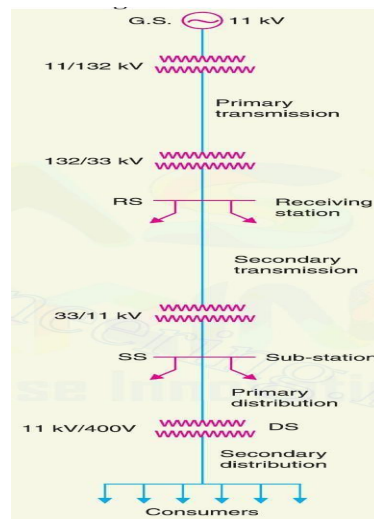 G.S. 11 kV
11/132 kV
Primary
transmission
132/33 kV
RS Receiving
station
Secondary
transmission
33/11 kV
SS Sub-station
Primary
distribution
11 kV/400V DS
Secondary
distribution
Consumers